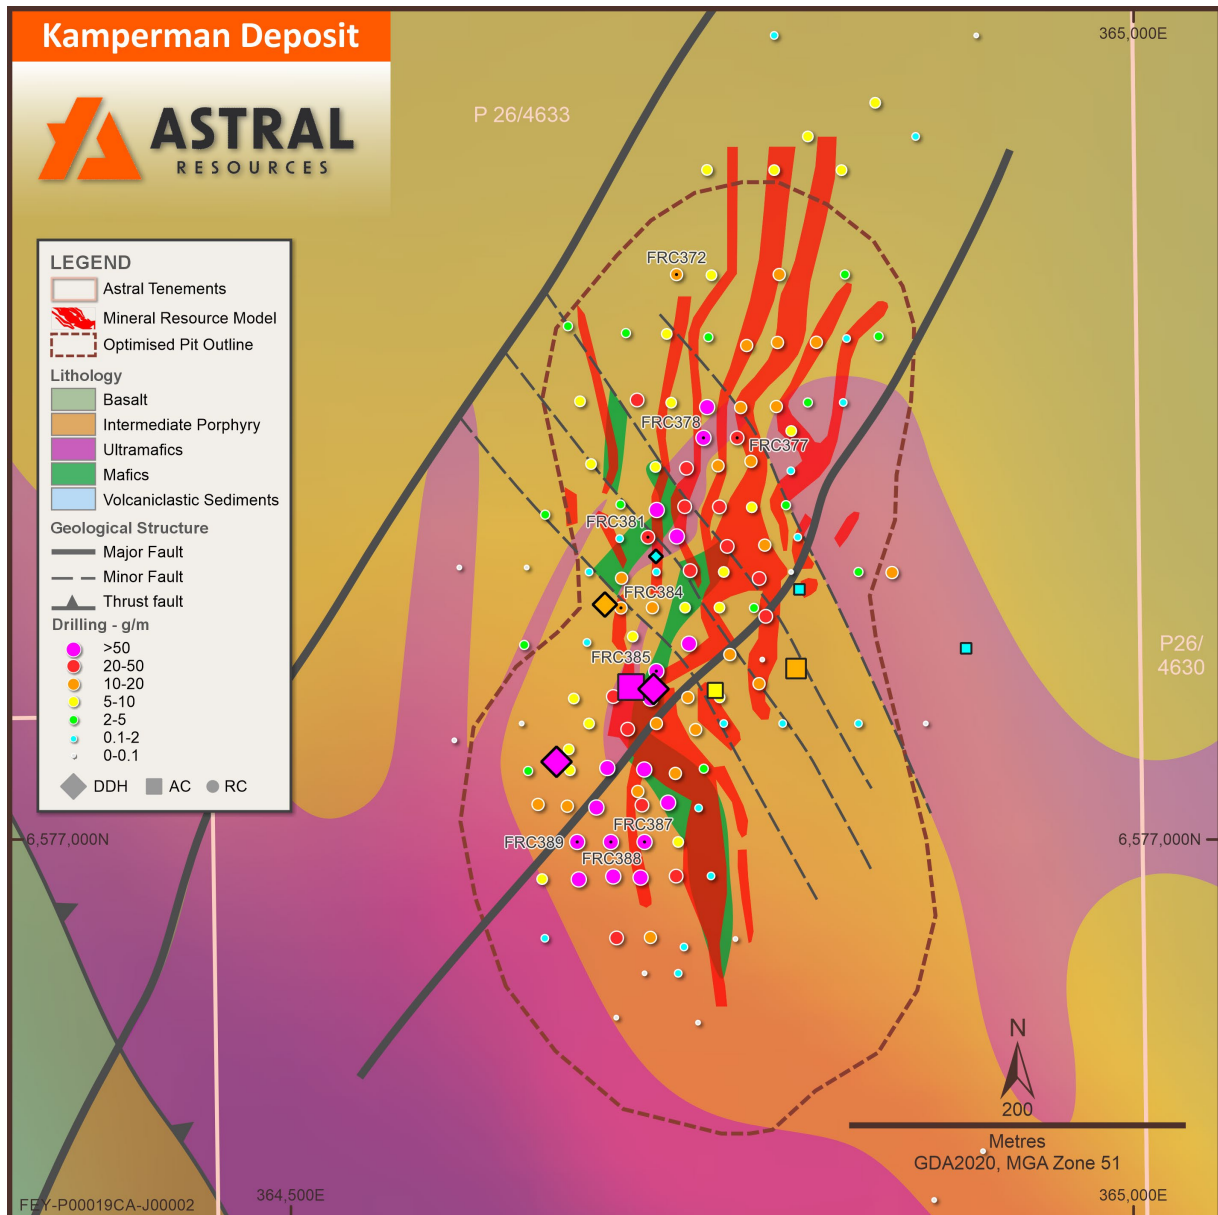 Kamperman Deposit
ASTRAL
RESOURCES
P 26/4633
365,000E
LEGEND
Astral Tenements
Mineral Resource Model
Optimised Pit Outline
Lithology
Basalt
Intermediate Porphyry
Ultramafics
Mafics
Volcaniclastic Sediments
Geological Structure
Major Fault
Minor Fault
Thrust fault
Drilling - g/m
>50
20-50
10-20
5-10
2-5
0.1-2
0-0.1
DDH
AC
RC
FRC372
FRC378
FRC377
FRC381
FRC384
FRC385
P26/
4630
FRC387
FRC389
FRC388
6,577,000N
6,577,000N
N
200
Metres
GDA2020, MGA Zone 51
364,500E
365,000E
FEY-P00019CA-J00002